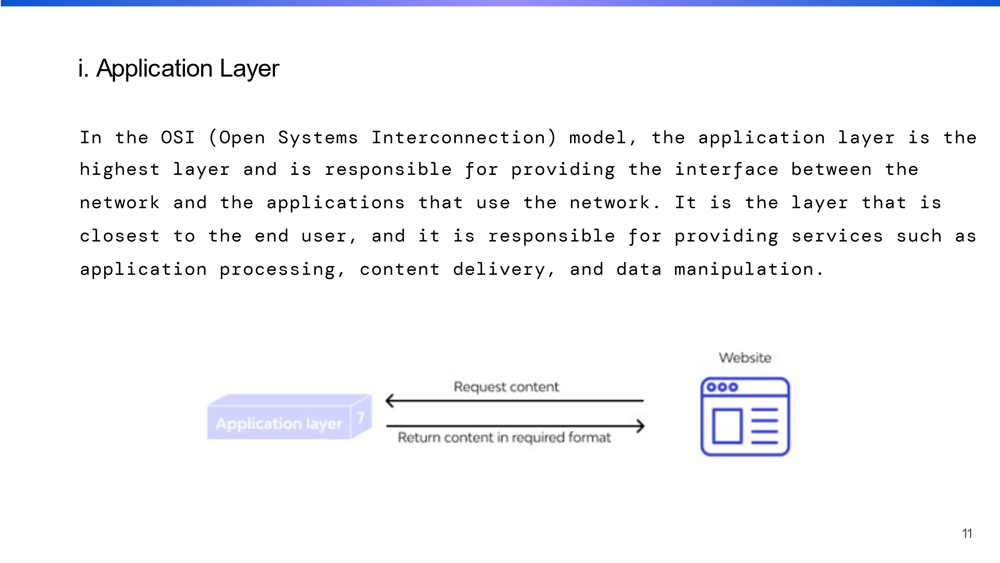 i. Application Layer
In the OSI (Open Systems Interconnection) model, the application layer is the
highest layer and is responsible for providing the interface between the
network and the applications that use the network. It is the layer that is
closest to the end user, and it is responsible for providing services such as
application processing, content delivery, and data manipulation.
Website
Request content
Application layer 7
Return content in required format
11